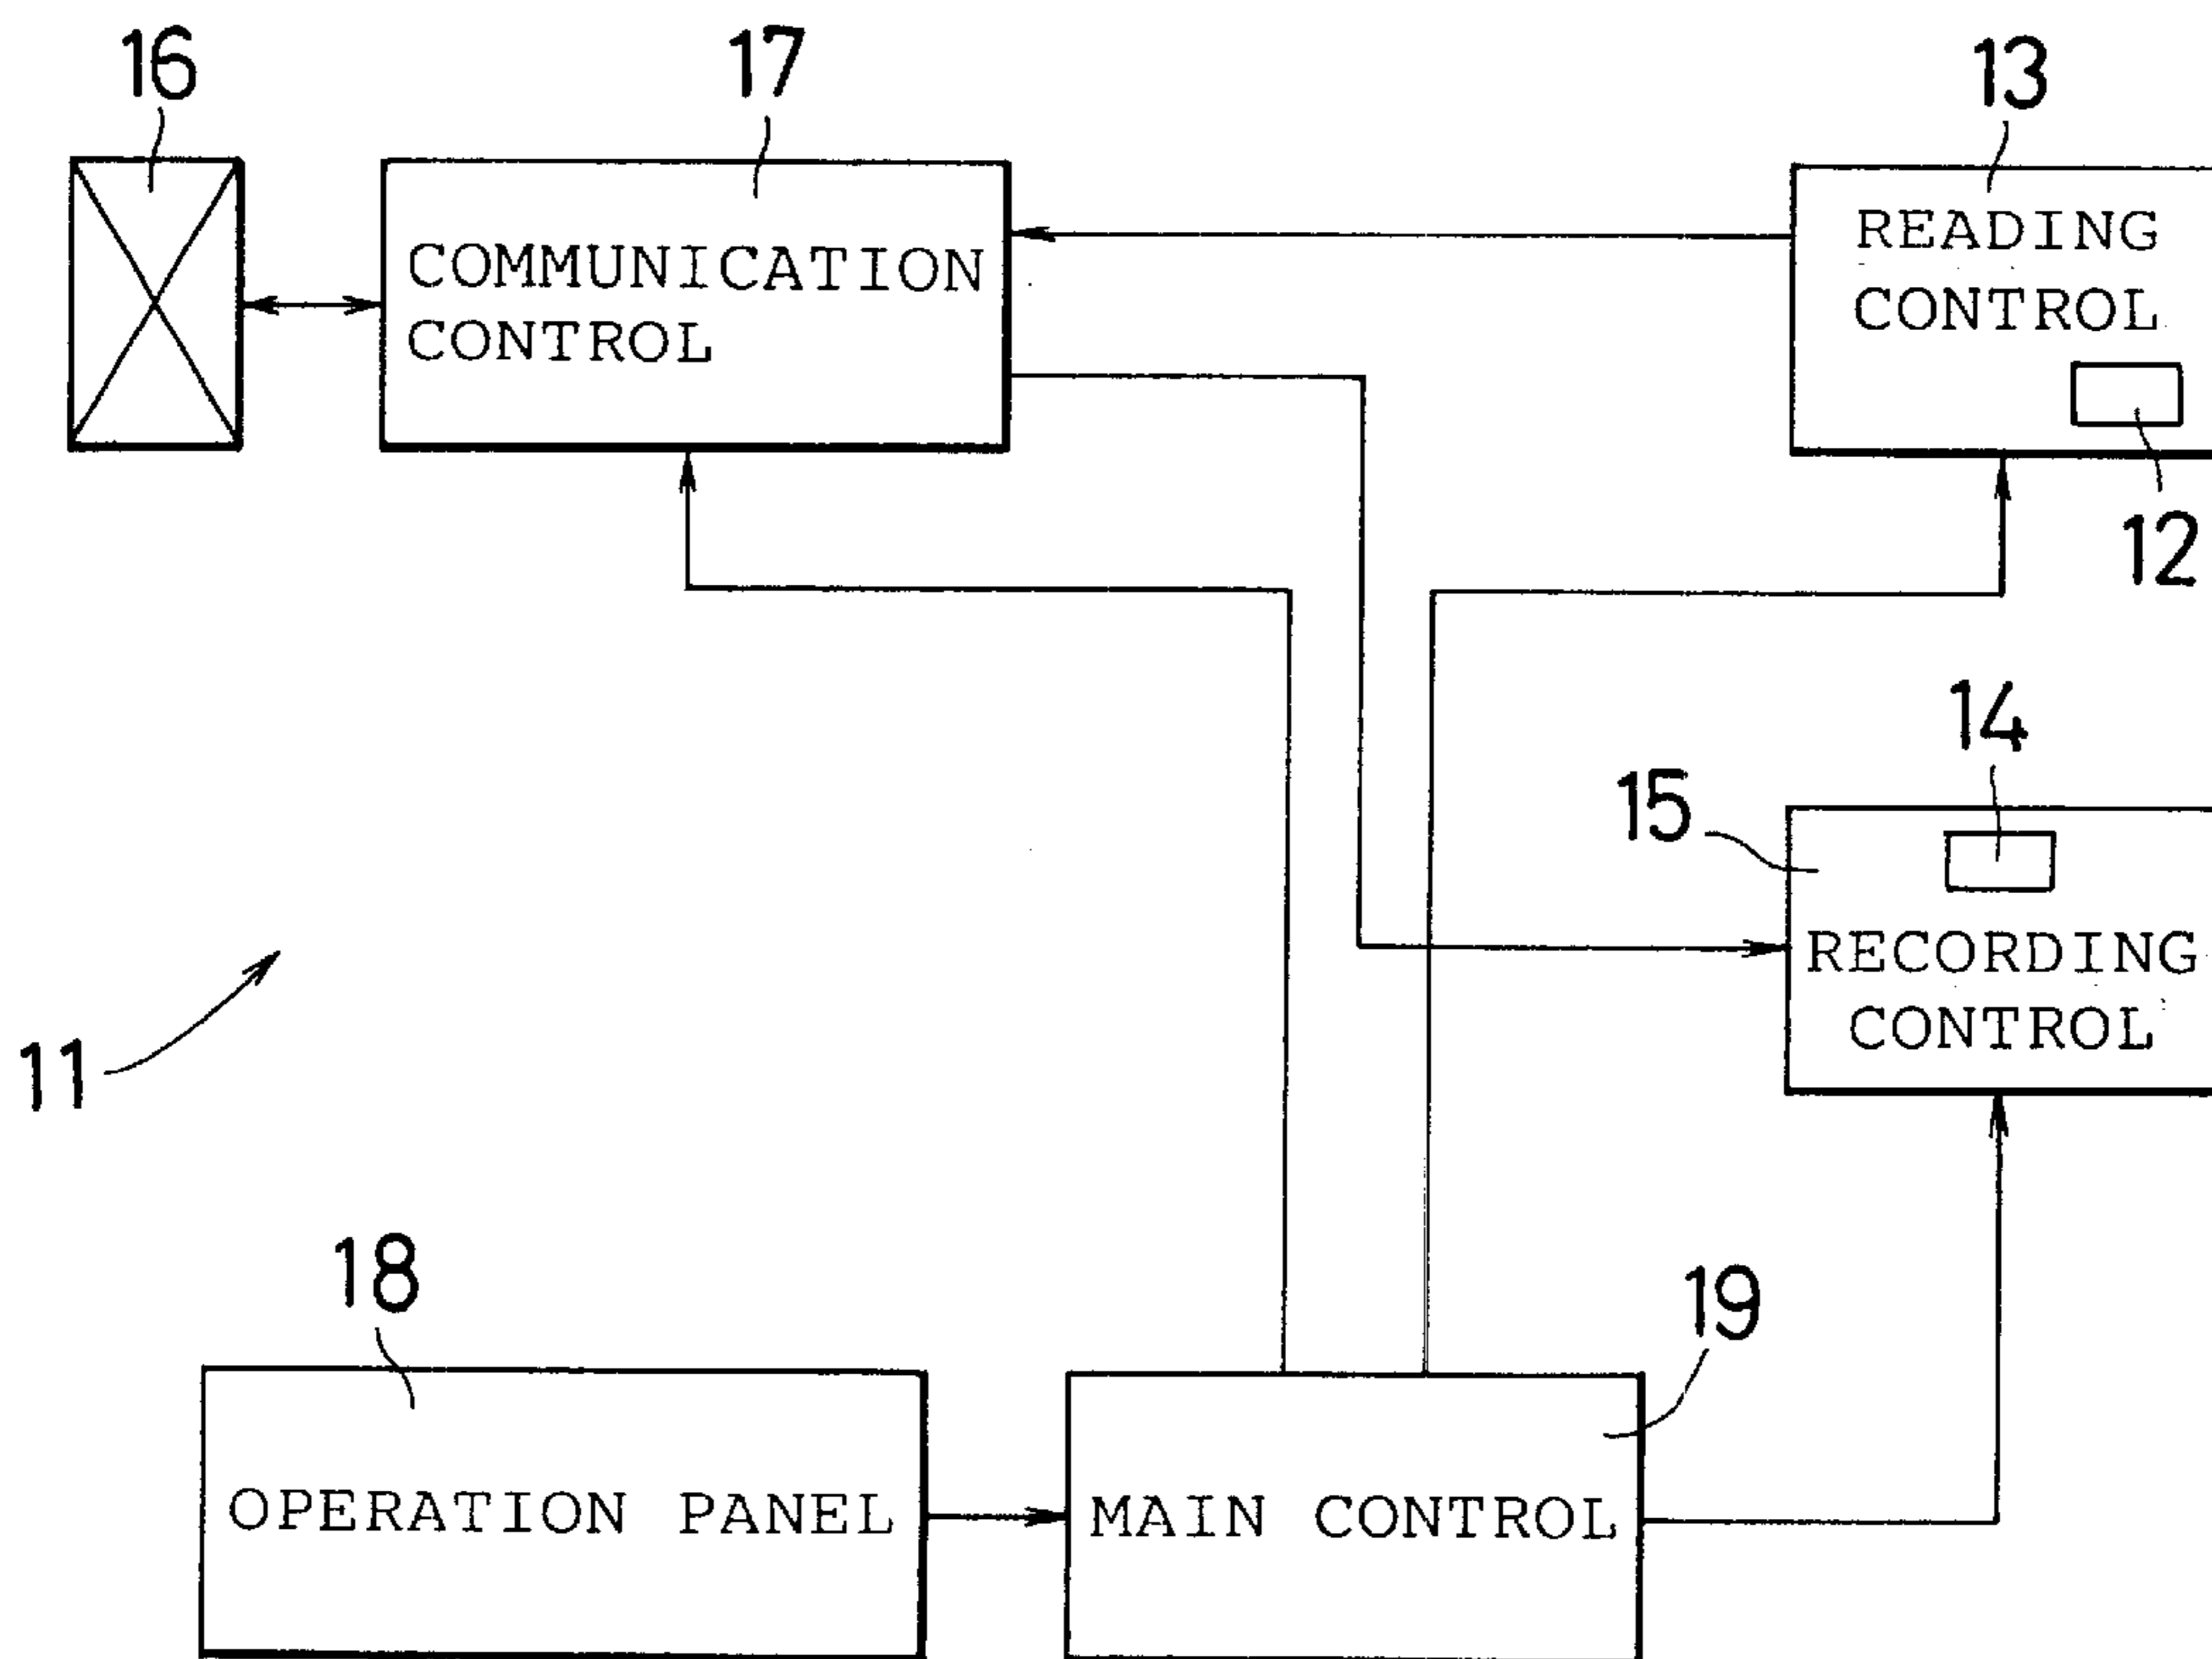 16
17
13
COMMUNICATION
CONTROL
READING
CONTROL
12
14
15
RECORDING
CONTROL
11
18
19
OPERATION PANEL
MAIN CONTROL